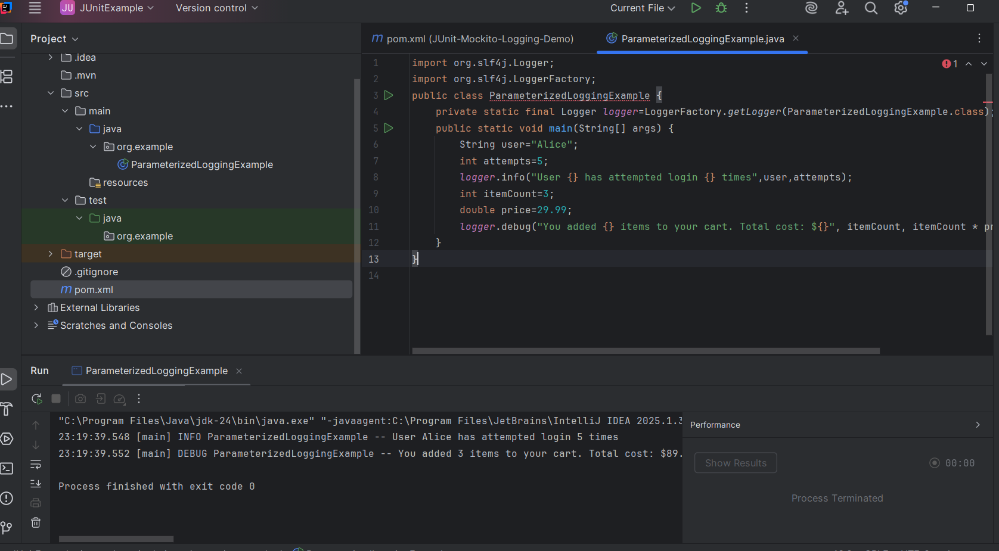 JU JUnitExample Version control Current File
Project
.idea
.mvn
src
main
java
org.example
ParameterizedLoggingExample
resources
test
java
org.example
target
.gitignore
m pom.xml
External Libraries
Scratches and Consoles
m pom.xml (JUnit-Mockito-Logging-Demo) ParameterizedLoggingExample.java
1
1 import org.slf4j.Logger;
2 import org.slf4j.LoggerFactory;
3 public class ParameterizedLoggingExample {
4 private static final Logger logger=LoggerFactory.getLogger(ParameterizedLoggingExample.class);
5 public static void main(String[] args) {
6 String user="Alice";
7 int attempts=5;
8 logger.info("User {} has attempted login {} times",user,attempts);
9 int itemCount=3;
10 double price=29.99;
11 logger.debug("You added {} items to your cart. Total cost: ${}", itemCount, itemCount * pr
12 }
13 }
14
Run ParameterizedLoggingExample
"C:\Program Files\Java\jdk-24\bin\java.exe" "-javaagent:C:\Program Files\JetBrains\IntelliJ IDEA 2025.1.3
23:19:39.548 [main] INFO ParameterizedLoggingExample -- User Alice has attempted login 5 times
23:19:39.552 [main] DEBUG ParameterizedLoggingExample -- You added 3 items to your cart. Total cost: $89.
Process finished with exit code 0
Performance
Show Results 00:00
Process Terminated